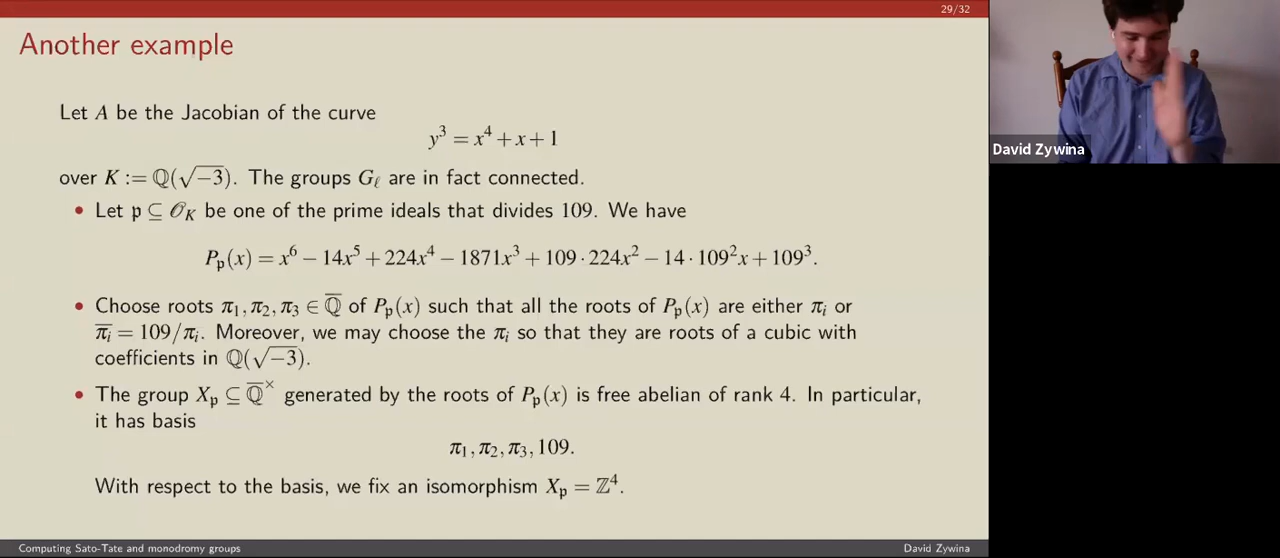 29/32
Another example
Let A be the Jacobian of the curve
y³ = x⁴ + x + 1
over K := ℚ(√−3). The groups G_ℓ are in fact connected.
• Let 𝔭 ⊆ 𝒪_K be one of the prime ideals that divides 109. We have
P_𝔭(x) = x⁶ − 14x⁵ + 224x⁴ − 1871x³ + 109 · 224x² − 14 · 109²x + 109³.
• Choose roots π₁, π₂, π₃ ∈ ℚ̅ of P_𝔭(x) such that all the roots of P_𝔭(x) are either π_i or
π̅_i = 109/π_i. Moreover, we may choose the π_i so that they are roots of a cubic with
coefficients in ℚ(√−3).
• The group X_𝔭 ⊆ ℚ̅^× generated by the roots of P_𝔭(x) is free abelian of rank 4. In particular,
it has basis
π₁, π₂, π₃, 109.
With respect to the basis, we fix an isomorphism X_𝔭 = ℤ⁴.
Computing Sato-Tate and monodromy groups
David Zywina
David Zywina